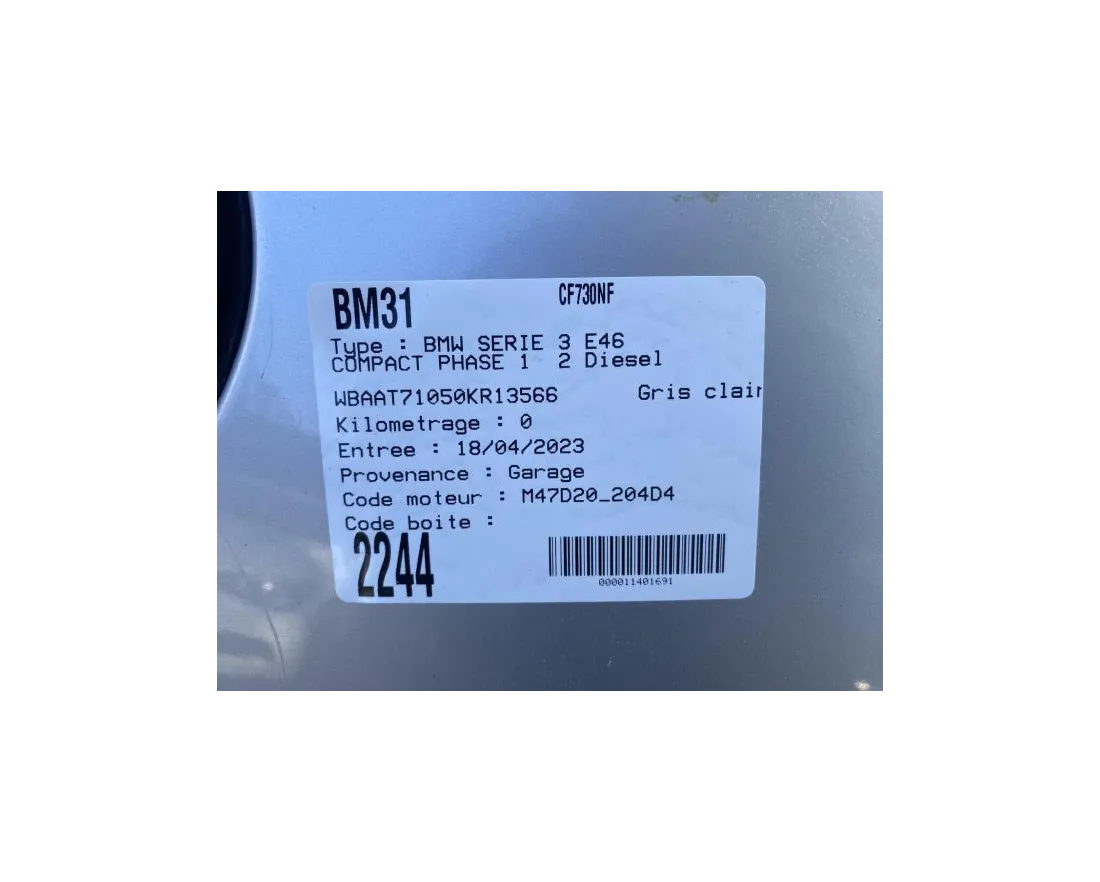 BM31 CF730NF
Type : BMW SERIE 3 E46
COMPACT PHASE 1 2 Diesel
WBAAT71050KR13566 Gris clair
Kilometrage : 0
Entree : 18/04/2023
Provenance : Garage
Code moteur : M47D20_204D4
Code boite :
2244
000011401691